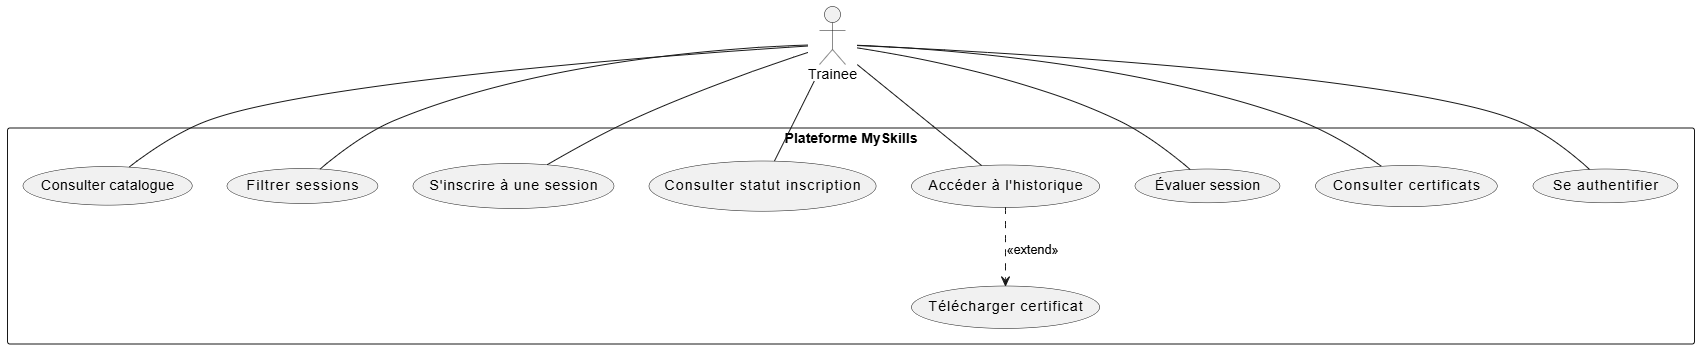 Trainee
Plateforme MySkills
Consulter catalogue
Filtrer sessions
S'inscrire à une session
Consulter statut inscription
Accéder à l'historique
Évaluer session
Consulter certificats
Se authentifier
«extend»
Télécharger certificat